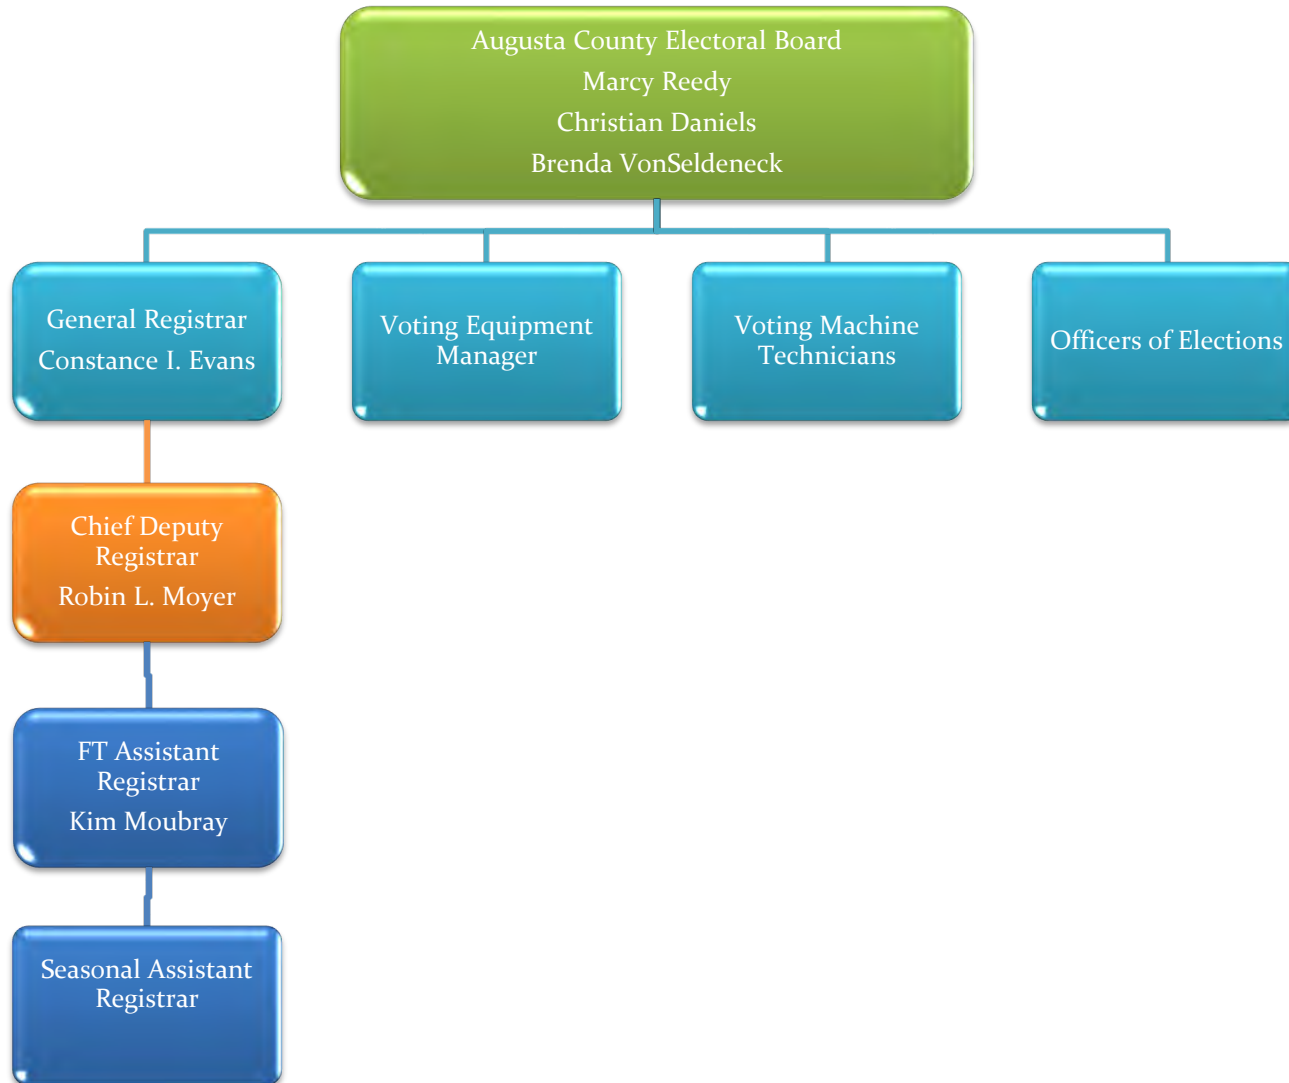 Augusta County Electoral Board
Marcy Reedy
Christian Daniels
Brenda VonSeldeneck
General Registrar
Constance I. Evans
Voting Equipment
Manager
Voting Machine
Technicians
Officers of Elections
Chief Deputy
Registrar
Robin L. Moyer
FT Assistant
Registrar
Kim Moubray
Seasonal Assistant
Registrar